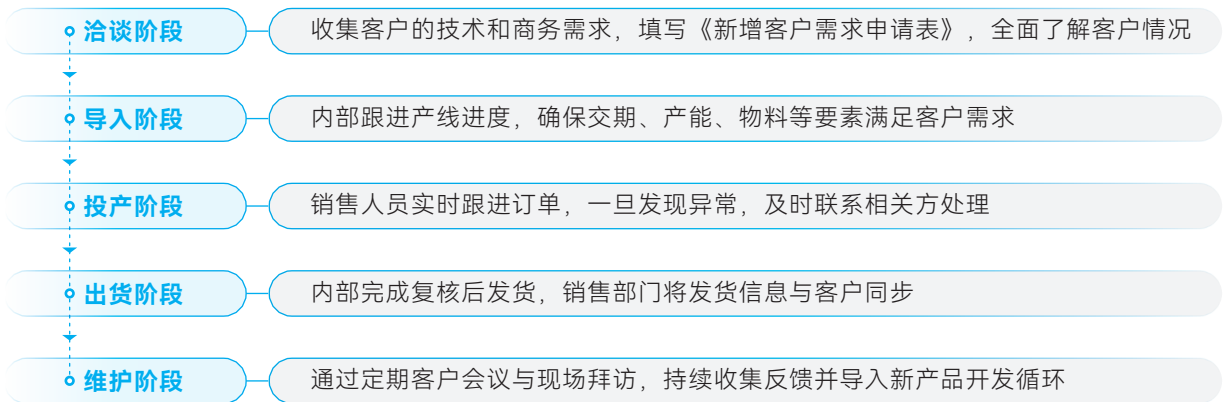 洽谈阶段
收集客户的技术和商务需求，填写《新增客户需求申请表》，全面了解客户情况
导入阶段
内部跟进产线进度，确保交期、产能、物料等要素满足客户需求
投产阶段
销售人员实时跟进订单，一旦发现异常，及时联系相关方处理
出货阶段
内部完成复核后发货，销售部门将发货信息与客户同步
维护阶段
通过定期客户会议与现场拜访，持续收集反馈并导入新产品开发循环